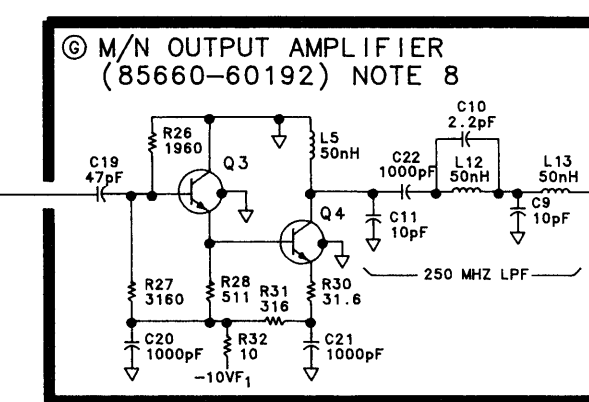 Ⓖ M/N OUTPUT AMPLIFIER
(85660-60192) NOTE 8
C10
2.2pF
R26
1960
L5
50nH
C19
47pF
Q3
C22
1000pF
L12
50nH
L13
50nH
Q4
C11
10pF
C9
10pF
250 MHZ LPF
R27
3160
R28
511
R31
316
R30
31.6
C20
1000pF
R32
10
C21
1000pF
-10VF1